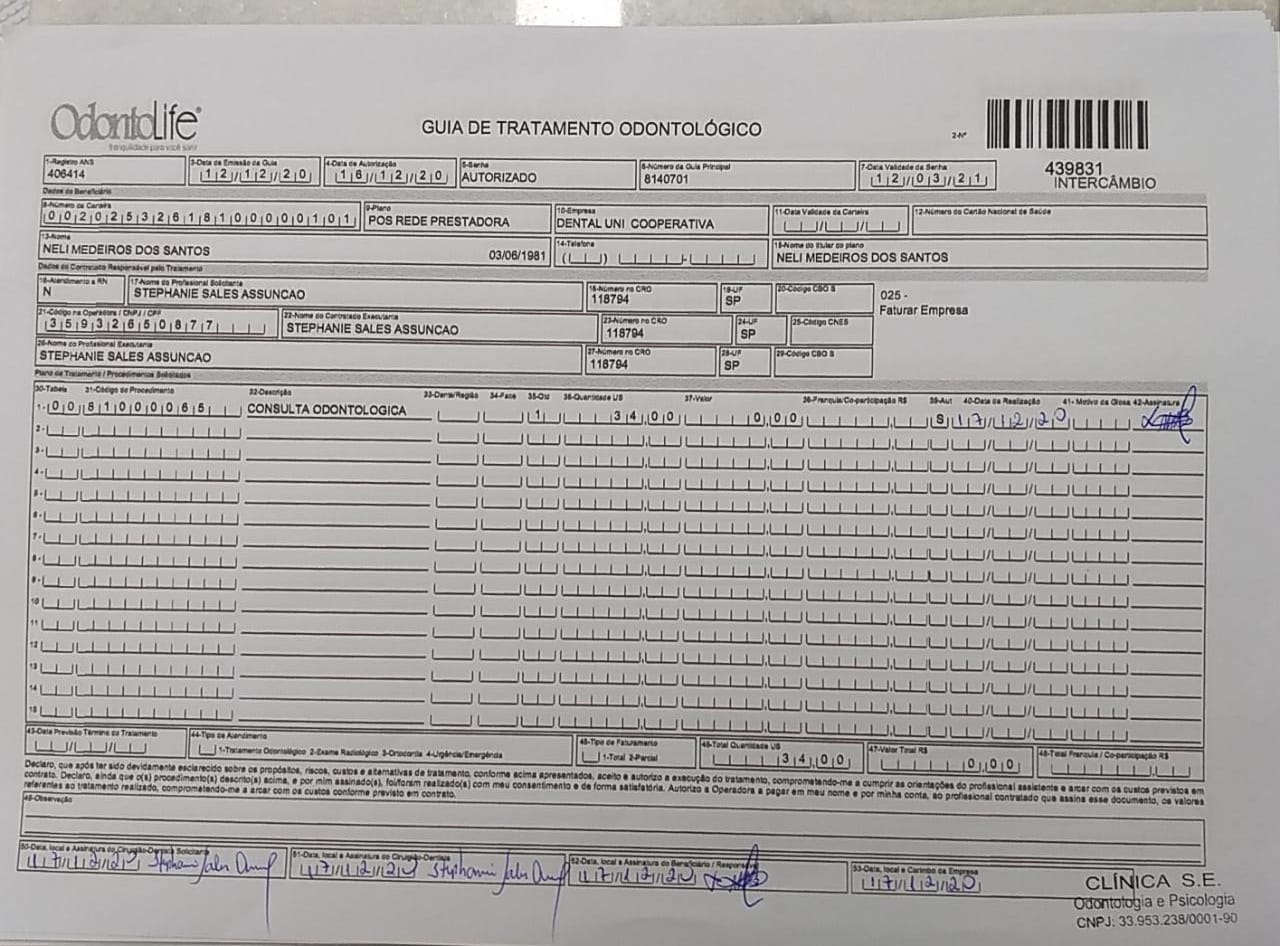 OdontoLife®
tranquilidade para você sorrir
GUIA DE TRATAMENTO ODONTOLÓGICO
2-Nº
439831
INTERCÂMBIO
1-Registro ANS
406414
3-Data de Emissão da Guia
12/12/20
4-Data de Autorização
16/12/20
5-Senha
AUTORIZADO
6-Número da Guia Principal
8140701
7-Data Validade da Senha
12/03/21
Dados do Beneficiário
8-Número da Carteira
00202532618100000101
9-Plano
POS REDE PRESTADORA
10-Empresa
DENTAL UNI COOPERATIVA
11-Data Validade da Carteira
12-Número do Cartão Nacional de Saúde
13-Nome
NELI MEDEIROS DOS SANTOS 03/06/1981
14-Telefone
15-Nome do titular do plano
NELI MEDEIROS DOS SANTOS
Dados do Contratado Responsável pelo Tratamento
16-Atendimento a RN
N
17-Nome do Profissional Solicitante
STEPHANIE SALES ASSUNCAO
18-Número no CRO
118794
19-UF
SP
20-Código CBO S
025 -
Faturar Empresa
21-Código na Operadora / CNPJ / CPF
35932650877
22-Nome do Contratado Executante
STEPHANIE SALES ASSUNCAO
23-Número no CRO
118794
24-UF
SP
25-Código CNES
26-Nome do Profissional Executante
STEPHANIE SALES ASSUNCAO
27-Número no CRO
118794
28-UF
SP
29-Código CBO S
Plano de Tratamento / Procedimentos Solicitados
30-Tabela 31-Código do Procedimento 32-Descrição 33-Dente/Região 34-Face 35-Qtd 36-Quantidade US 37-Valor 38-Franquia/Co-participação R$ 39-Aut 40-Data de Realização 41- Motivo da Glosa 42-Assinatura
1- 00 81000065 CONSULTA ODONTOLOGICA 1 34,00 0,00 S 17/12/20
2-
3-
4-
5-
6-
7-
8-
9-
10
11
12
13
14
15
43-Data Previsão Término do Tratamento
44-Tipo de Atendimento
1-Tratamento Odontológico 2-Exame Radiológico 3-Ortodontia 4-Urgência/Emergência
45-Tipo de Faturamento
1-Total 2-Parcial
46-Total Quantidade US
34,00
47-Valor Total R$
0,00
48-Total Franquia / Co-participação R$
Declaro, que após ter sido devidamente esclarecido sobre os propósitos, riscos, custos e alternativas de tratamento, conforme acima apresentados, aceito e autorizo a execução do tratamento, comprometendo-me a cumprir as orientações do profissional assistente e arcar com os custos previstos em
contrato. Declaro, ainda que o(s) procedimento(s) descrito(s) acima, e por mim assinado(s), foi/foram realizado(s) com meu consentimento e de forma satisfatória. Autorizo a Operadora a pagar em meu nome e por minha conta, ao profissional contratado que assina esse documento, os valores
referentes ao tratamento realizado, comprometendo-me a arcar com os custos conforme previsto em contrato.
49-Observação
50-Data, local e Assinatura do Cirurgião-Dentista Solicitante
17/12/20 Stephanie Sales
51-Data, local e Assinatura do Cirurgião-Dentista
17/12/20 Stephanie Sales
52-Data, local e Assinatura do Beneficiário / Responsável
17/12/20
53-Data, local e Carimbo da Empresa
17/12/20
CLÍNICA S.E.
Odontologia e Psicologia
CNPJ: 33.953.238/0001-90